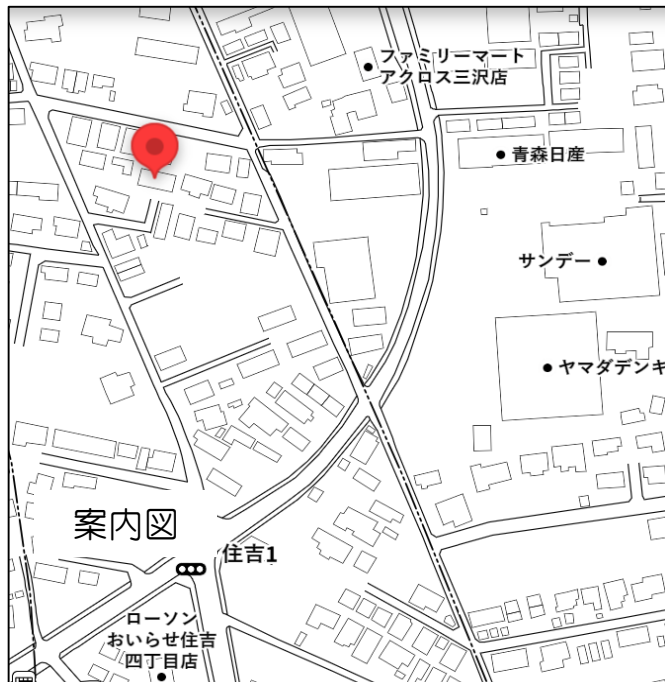 ファミリーマート
アクロス三沢店
青森日産
サンデー
ヤマダデンキ
案内図
住吉1
ローソン
おいらせ住吉
四丁目店